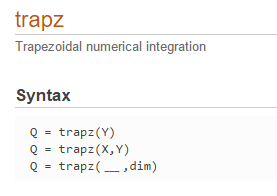 trapz
Trapezoidal numerical integration
Syntax
Q = trapz(Y)
Q = trapz(X,Y)
Q = trapz(___,dim)